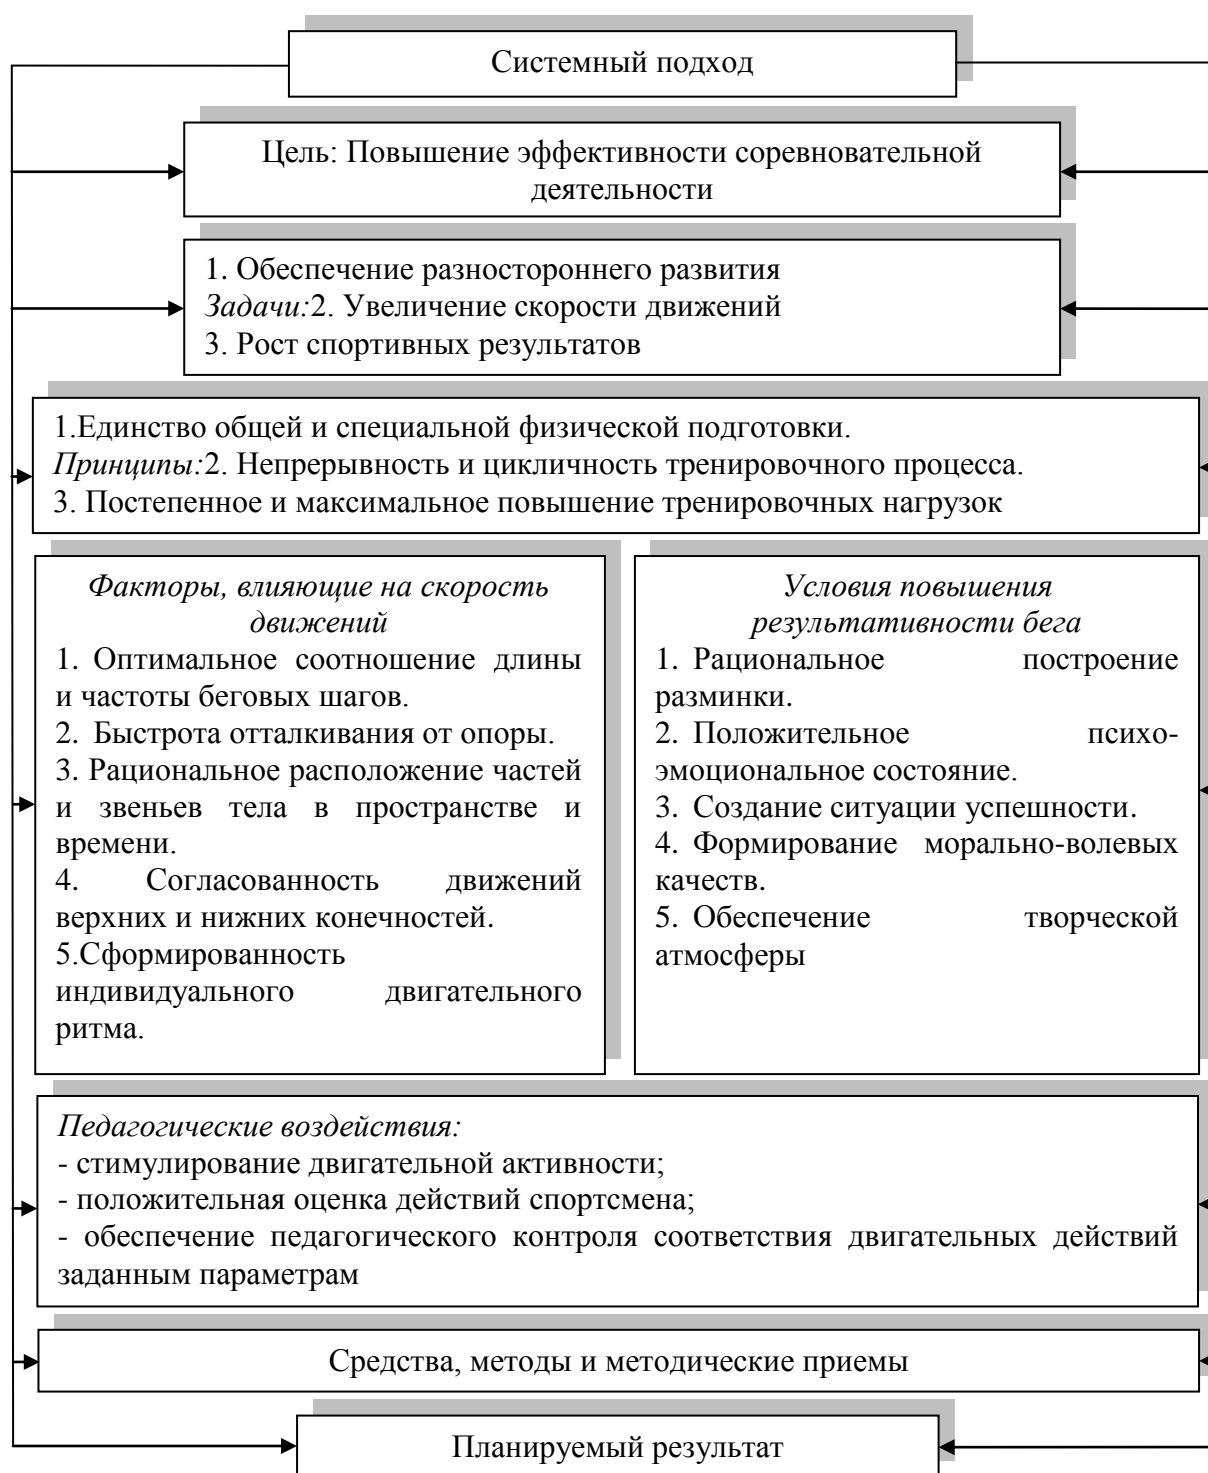 Системный подход
Цель: Повышение эффективности соревновательной
деятельности
1. Обеспечение разностороннего развития
Задачи:2. Увеличение скорости движений
3. Рост спортивных результатов
1.Единство общей и специальной физической подготовки.
Принципы:2. Непрерывность и цикличность тренировочного процесса.
3. Постепенное и максимальное повышение тренировочных нагрузок
Факторы, влияющие на скорость
движений
1. Оптимальное соотношение длины
и частоты беговых шагов.
2. Быстрота отталкивания от опоры.
3. Рациональное расположение частей
и звеньев тела в пространстве и
времени.
4. Согласованность движений
верхних и нижних конечностей.
5.Сформированность
индивидуального двигательного
ритма.
Условия повышения
результативности бега
1. Рациональное построение
разминки.
2. Положительное психо-
эмоциональное состояние.
3. Создание ситуации успешности.
4. Формирование морально-волевых
качеств.
5. Обеспечение творческой
атмосферы
Педагогические воздействия:
- стимулирование двигательной активности;
- положительная оценка действий спортсмена;
- обеспечение педагогического контроля соответствия двигательных действий
заданным параметрам
Средства, методы и методические приемы
Планируемый результат